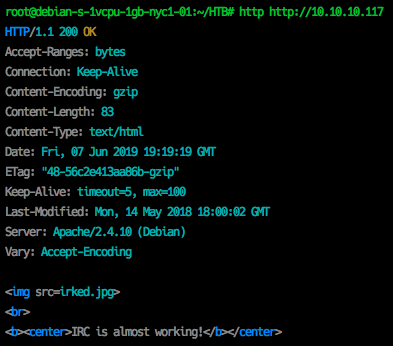 root@debian-s-1vcpu-1gb-nyc1-01:~/HTB# http http://10.10.10.117
HTTP/1.1 200 OK
Accept-Ranges: bytes
Connection: Keep-Alive
Content-Encoding: gzip
Content-Length: 83
Content-Type: text/html
Date: Fri, 07 Jun 2019 19:19:19 GMT
ETag: "48-56c2e413aa86b-gzip"
Keep-Alive: timeout=5, max=100
Last-Modified: Mon, 14 May 2018 18:00:02 GMT
Server: Apache/2.4.10 (Debian)
Vary: Accept-Encoding
<img src=irked.jpg>
<br>
<b><center>IRC is almost working!</b></center>